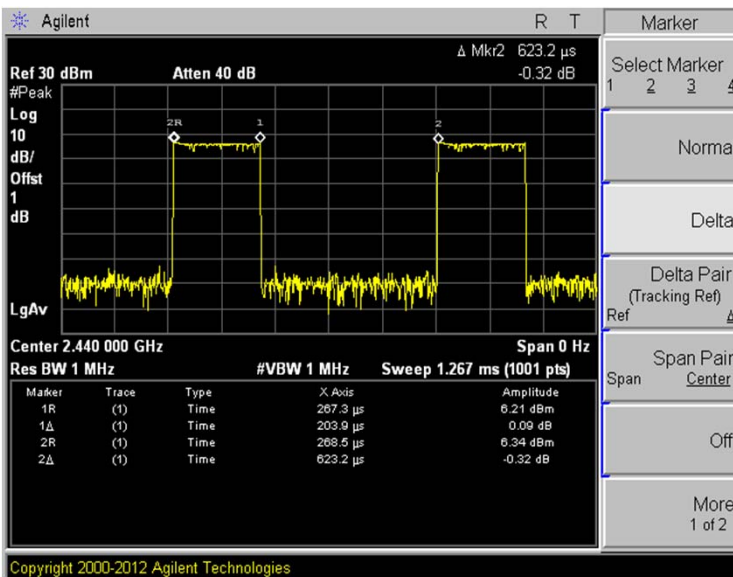 Agilent R T Marker
Δ Mkr2 623.2 µs
Ref 30 dBm Atten 40 dB -0.32 dB
#Peak
Log
10
dB/
Offst
1
dB
LgAv
2R 1 2
Center 2.440 000 GHz Span 0 Hz
Res BW 1 MHz #VBW 1 MHz Sweep 1.267 ms (1001 pts)
Marker Trace Type X Axis Amplitude
1R (1) Time 267.3 µs 6.21 dBm
1Δ (1) Time 203.9 µs 0.09 dB
2R (1) Time 268.5 µs 6.34 dBm
2Δ (1) Time 623.2 µs -0.32 dB
Select Marker
1 2 3 4
Norma
Delta
Delta Pair
(Tracking Ref)
Ref Δ
Span Pair
Span Center
Off
More
1 of 2
Copyright 2000-2012 Agilent Technologies